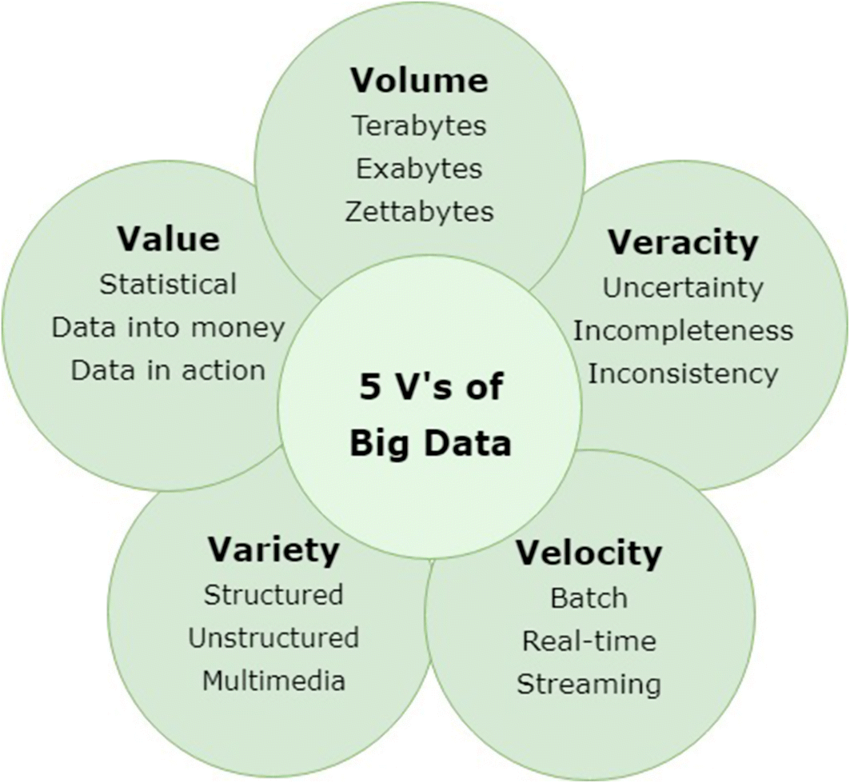 Volume
Terabytes
Exabytes
Zettabytes
Value
Statistical
Data into money
Data in action
Veracity
Uncertainty
Incompleteness
Inconsistency
5 V's of
Big Data
Variety
Structured
Unstructured
Multimedia
Velocity
Batch
Real-time
Streaming